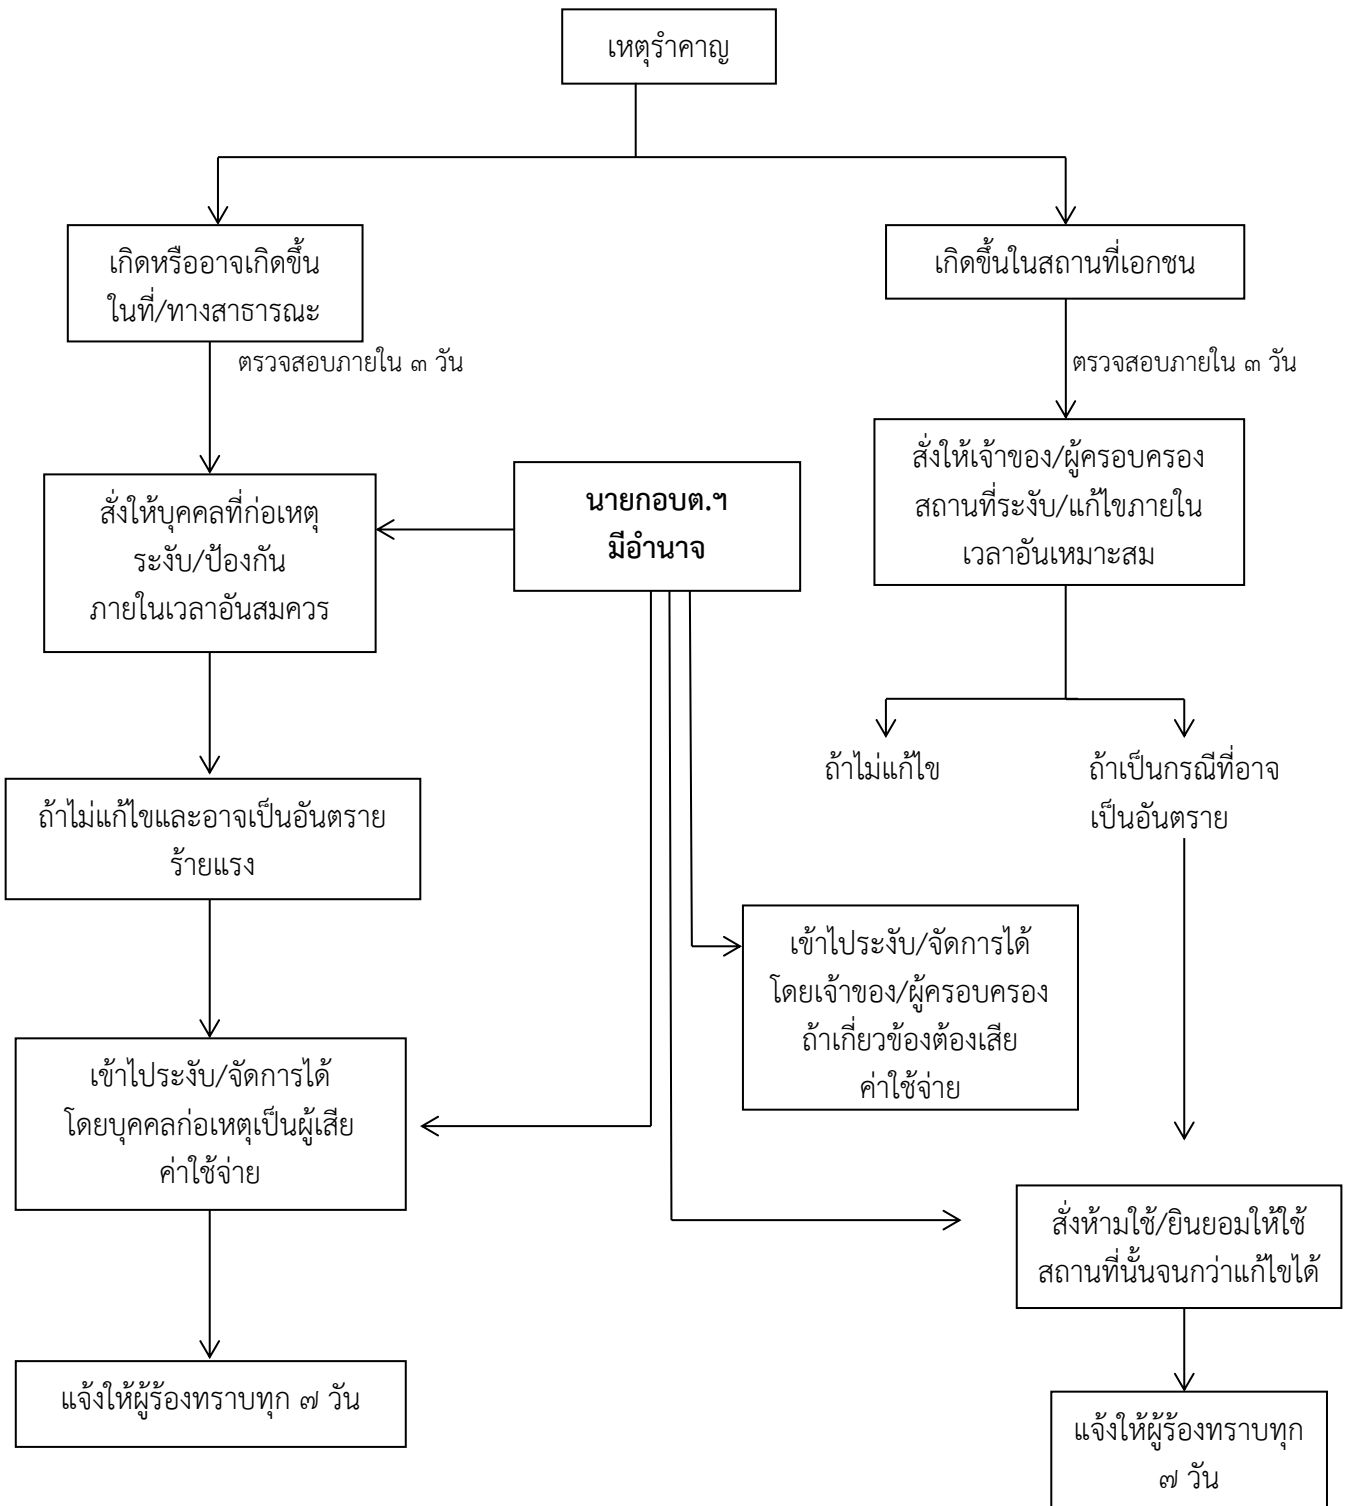 เหตุรำคาญ
เกิดหรืออาจเกิดขึ้น
ในที่/ทางสาธารณะ
เกิดขึ้นในสถานที่เอกชน
ตรวจสอบภายใน ๓ วัน
ตรวจสอบภายใน ๓ วัน
สั่งให้บุคคลที่ก่อเหตุ
ระงับ/ป้องกัน
ภายในเวลาอันสมควร
นายกอบต.ฯ
มีอำนาจ
สั่งให้เจ้าของ/ผู้ครอบครอง
สถานที่ระงับ/แก้ไขภายใน
เวลาอันเหมาะสม
ถ้าไม่แก้ไข
ถ้าเป็นกรณีที่อาจ
เป็นอันตราย
ถ้าไม่แก้ไขและอาจเป็นอันตราย
ร้ายแรง
เข้าไประงับ/จัดการได้
โดยเจ้าของ/ผู้ครอบครอง
ถ้าเกี่ยวข้องต้องเสีย
ค่าใช้จ่าย
เข้าไประงับ/จัดการได้
โดยบุคคลก่อเหตุเป็นผู้เสีย
ค่าใช้จ่าย
สั่งห้ามใช้/ยินยอมให้ใช้
สถานที่นั้นจนกว่าแก้ไขได้
แจ้งให้ผู้ร้องทราบทุก ๗ วัน
แจ้งให้ผู้ร้องทราบทุก
๗ วัน